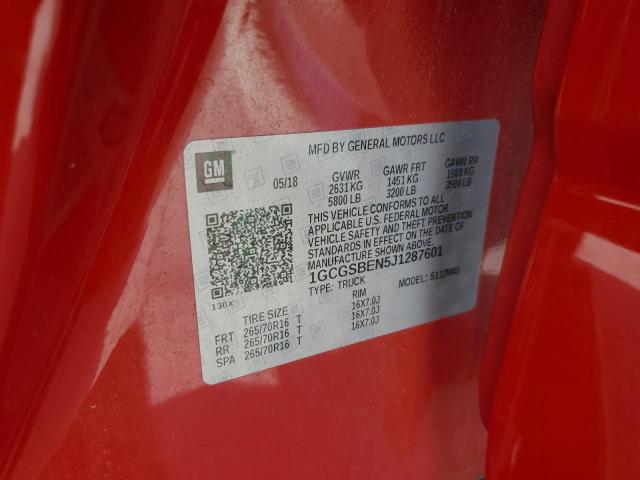 GM
MFD BY GENERAL MOTORS LLC
05/18
GVWR GAWR FRT GAWR RR
2631 KG 1451 KG 1588 KG
5800 LB 3200 LB 3500 LB
THIS VEHICLE CONFORMS TO ALL
APPLICABLE U.S. FEDERAL MOTOR
VEHICLE SAFETY AND THEFT PREVENTION
STANDARDS IN EFFECT ON THE DATE OF
MANUFACTURE SHOWN ABOVE.
1GCGSBEN5J1287601
TYPE: TRUCK MODEL:
130X
TIRE SIZE RIM
FRT 265/70R16 T 16X7.0J
RR 265/70R16 T 16X7.0J
SPA 265/70R16 T 16X7.0J